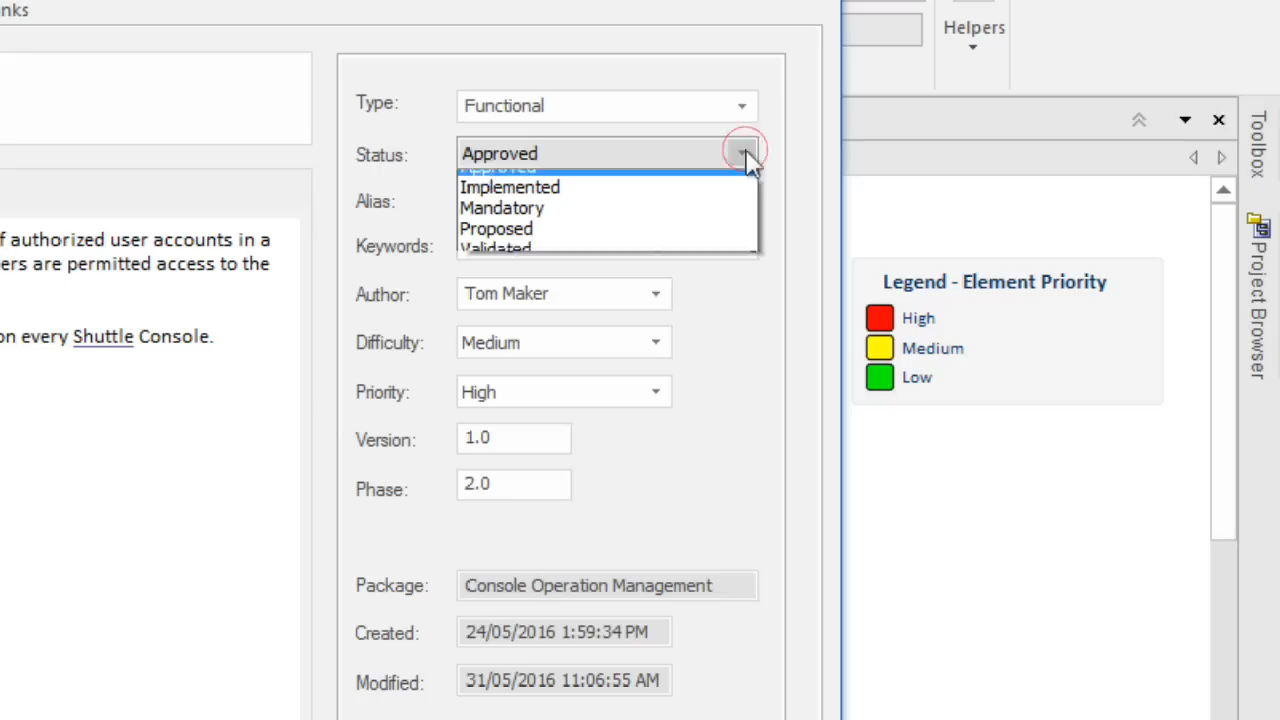 nks
Helpers
Type:
Functional
Status:
Approved
Approved
Implemented
Mandatory
Proposed
Validated
Alias:
Keywords:
f authorized user accounts in a
ers are permitted access to the
on every Shuttle Console.
Author:
Tom Maker
Difficulty:
Medium
Priority:
High
Version:
1.0
Phase:
2.0
Package:
Console Operation Management
Created:
24/05/2016 1:59:34 PM
Modified:
31/05/2016 11:06:55 AM
Legend - Element Priority
High
Medium
Low
Toolbox
Project Browser